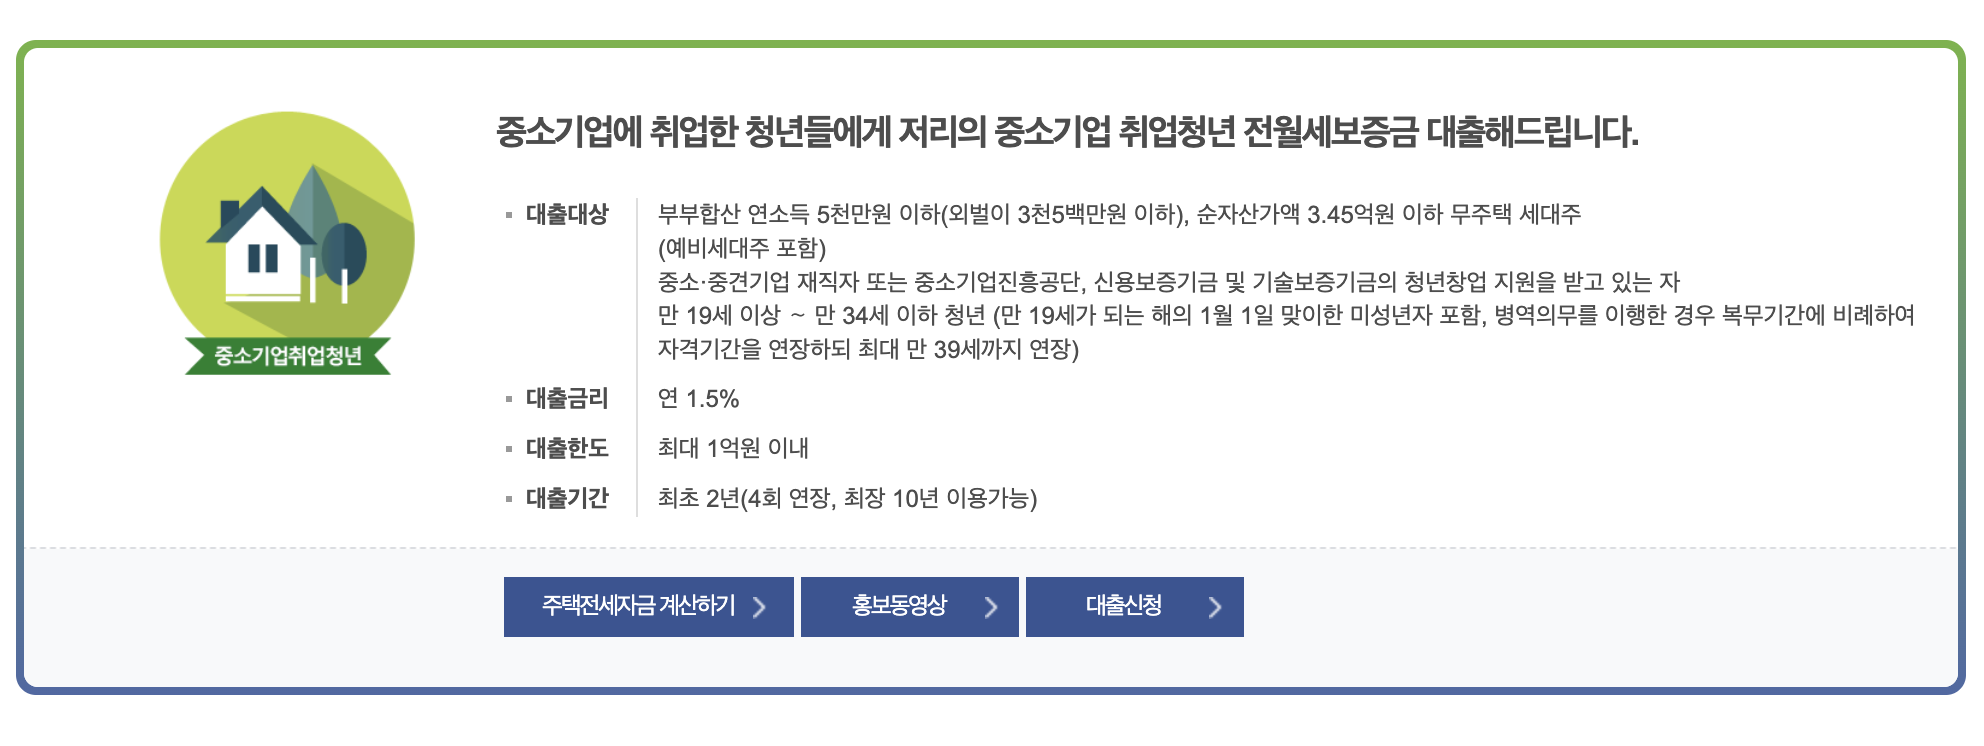 중소기업에 취업한 청년들에게 저리의 중소기업 취업청년 전월세보증금 대출해드립니다.
중소기업취업청년
대출대상
부부합산 연소득 5천만원 이하(외벌이 3천5백만원 이하), 순자산가액 3.45억원 이하 무주택 세대주
(예비세대주 포함)
중소·중견기업 재직자 또는 중소기업진흥공단, 신용보증기금 및 기술보증기금의 청년창업 지원을 받고 있는 자
만 19세 이상 ~ 만 34세 이하 청년 (만 19세가 되는 해의 1월 1일 맞이한 미성년자 포함, 병역의무를 이행한 경우 복무기간에 비례하여
자격기간을 연장하되 최대 만 39세까지 연장)
대출금리
연 1.5%
대출한도
최대 1억원 이내
대출기간
최초 2년(4회 연장, 최장 10년 이용가능)
주택전세자금 계산하기
홍보동영상
대출신청